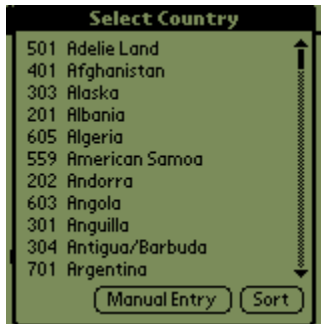 Select Country
501 Adelie Land
401 Afghanistan
303 Alaska
201 Albania
605 Algeria
559 American Samoa
202 Andorra
603 Angola
301 Anguilla
304 Antigua/Barbuda
701 Argentina
Manual Entry Sort